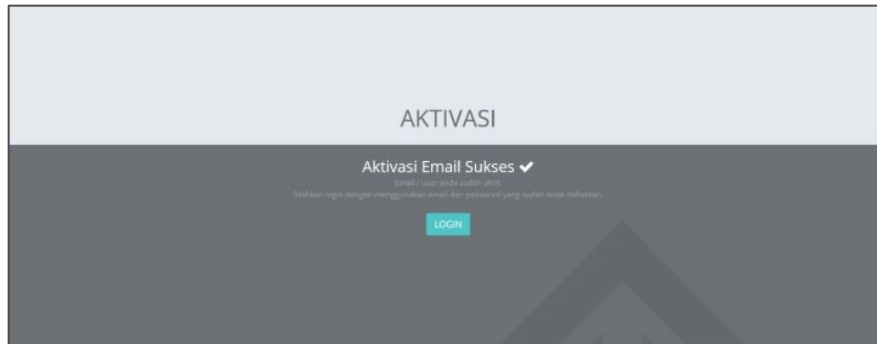 AKTIVASI
Aktivasi Email Sukses
Email / user anda sudah aktif.
Silahkan login dengan menggunakan email dan password yang sudah anda daftarkan.
LOGIN